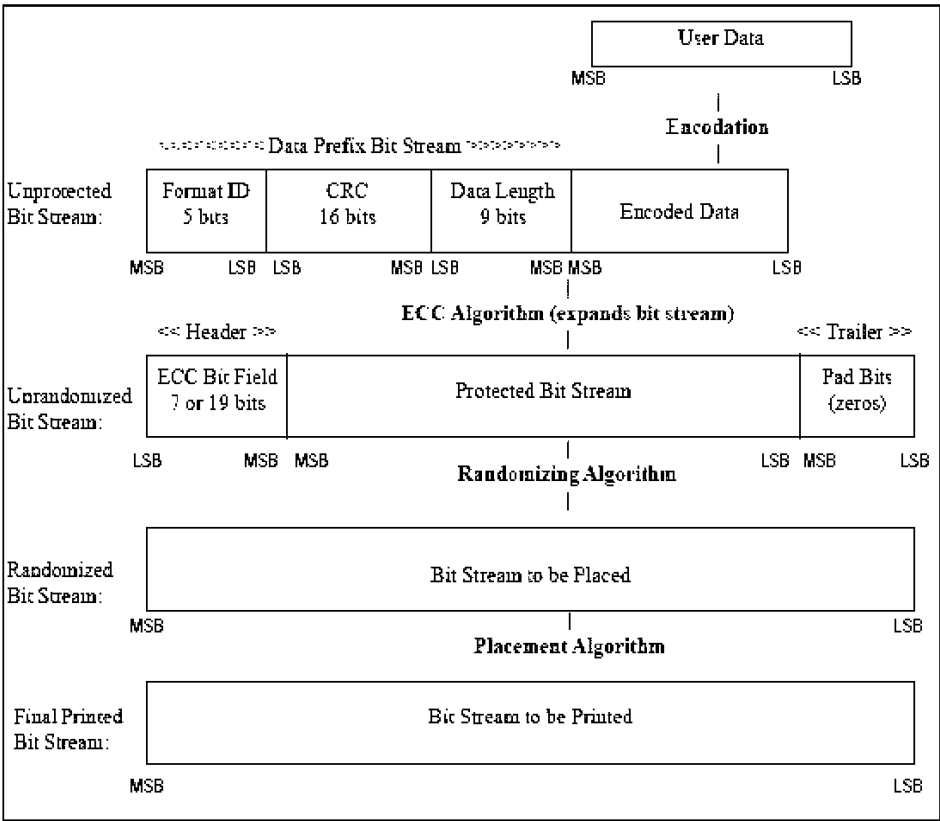 User Data
MSB LSB
Encodation
<<<<<<<<<< Data Prefix Bit Stream >>>>>>>>>
Unprotected Bit Stream:
Format ID
5 bits
CRC
16 bits
Data Length
9 bits
Encoded Data
MSB LSB LSB MSB LSB MSB MSB LSB
ECC Algorithm (expands bit stream)
<< Header >> << Trailer >>
Unrandomized Bit Stream:
ECC Bit Field
7 or 19 bits
Protected Bit Stream
Pad Bits
(zeros)
LSB MSB MSB LSB MSB LSB
Randomizing Algorithm
Randomized Bit Stream:
Bit Stream to be Placed
MSB LSB
Placement Algorithm
Final Printed Bit Stream:
Bit Stream to be Printed
MSB LSB